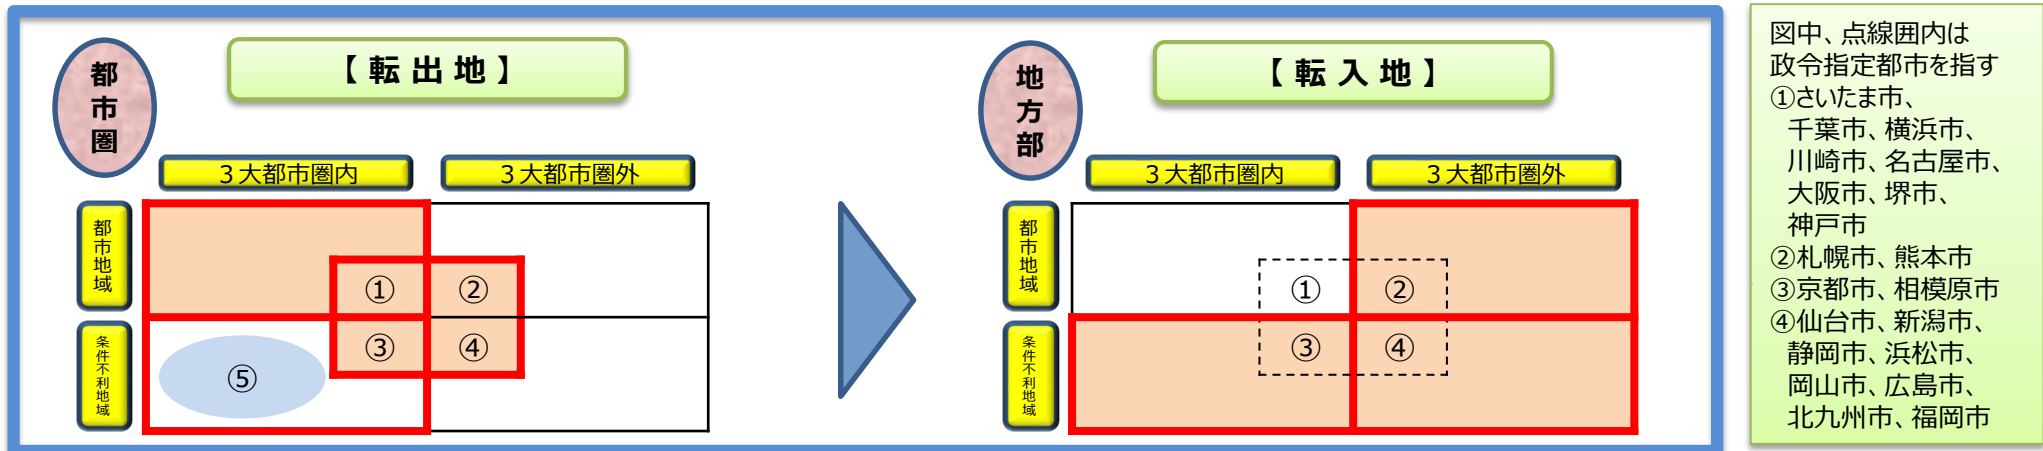 都市圏
【 転 出 地 】
３大都市圏内
３大都市圏外
都市地域
条件不利地域
①
②
③
④
⑤
地方部
【 転 入 地 】
３大都市圏内
３大都市圏外
都市地域
条件不利地域
①
②
③
④
図中、点線囲内は
政令指定都市を指す
①さいたま市、
千葉市、横浜市、
川崎市、名古屋市、
大阪市、堺市、
神戸市
②札幌市、熊本市
③京都市、相模原市
④仙台市、新潟市、
静岡市、浜松市、
岡山市、広島市、
北九州市、福岡市